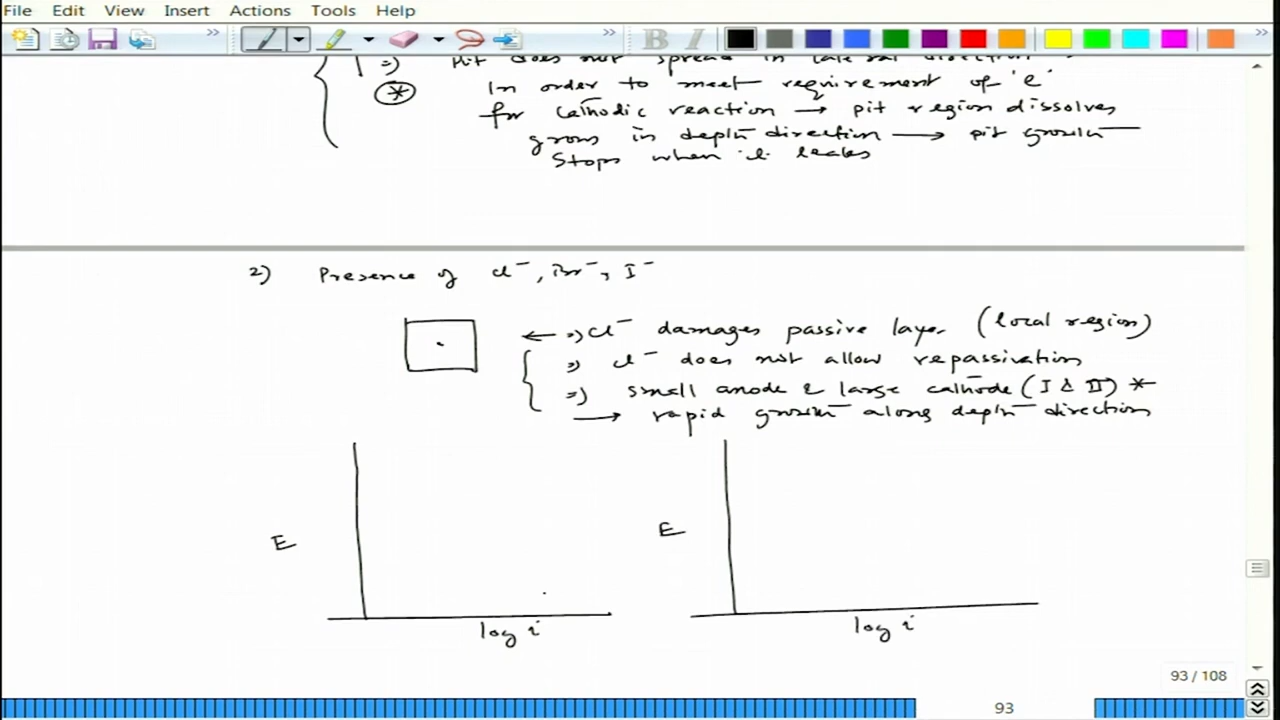 File Edit View Insert Actions Tools Help
B I
=) Pit does not spread in lateral direction.
* In order to meet requirement of 'e'
for cathodic reaction → pit region dissolves
grows in depth direction → pit growth
stops when it leaks
2) Presence of Cl⁻, Br⁻, I⁻
← =) Cl⁻ damages passive layer (local region)
=) Cl⁻ does not allow repassivation
=) small anode & large cathode (I & II) *
→ rapid growth along depth direction
E
E
log i
log i
93 / 108
93